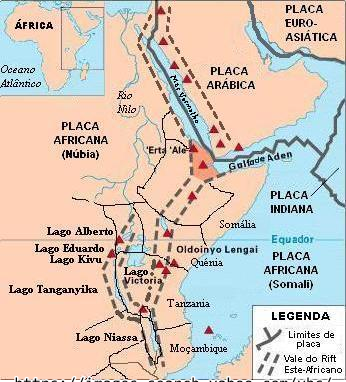 ÁFRICA
Oceano
Atlântico
PLACA
EURO-
ASIÁTICA
PLACA
ARÁBICA
Rio
Nilo
Mar Vermelho
PLACA
AFRICANA
(Núbia)
'Erta 'Ale
Golfo de Aden
PLACA
INDIANA
Somália
Lago Alberto
Lago Eduardo
Lago Kivu
Oldoinyo Lengai
Equador
Quénia
Lago
Victoria
PLACA
AFRICANA
(Somali)
Lago Tanganyika
Tanzania
Lago Niassa
Moçambique
LEGENDA
Limites de
placa
Vale do Rift
Este-Africano